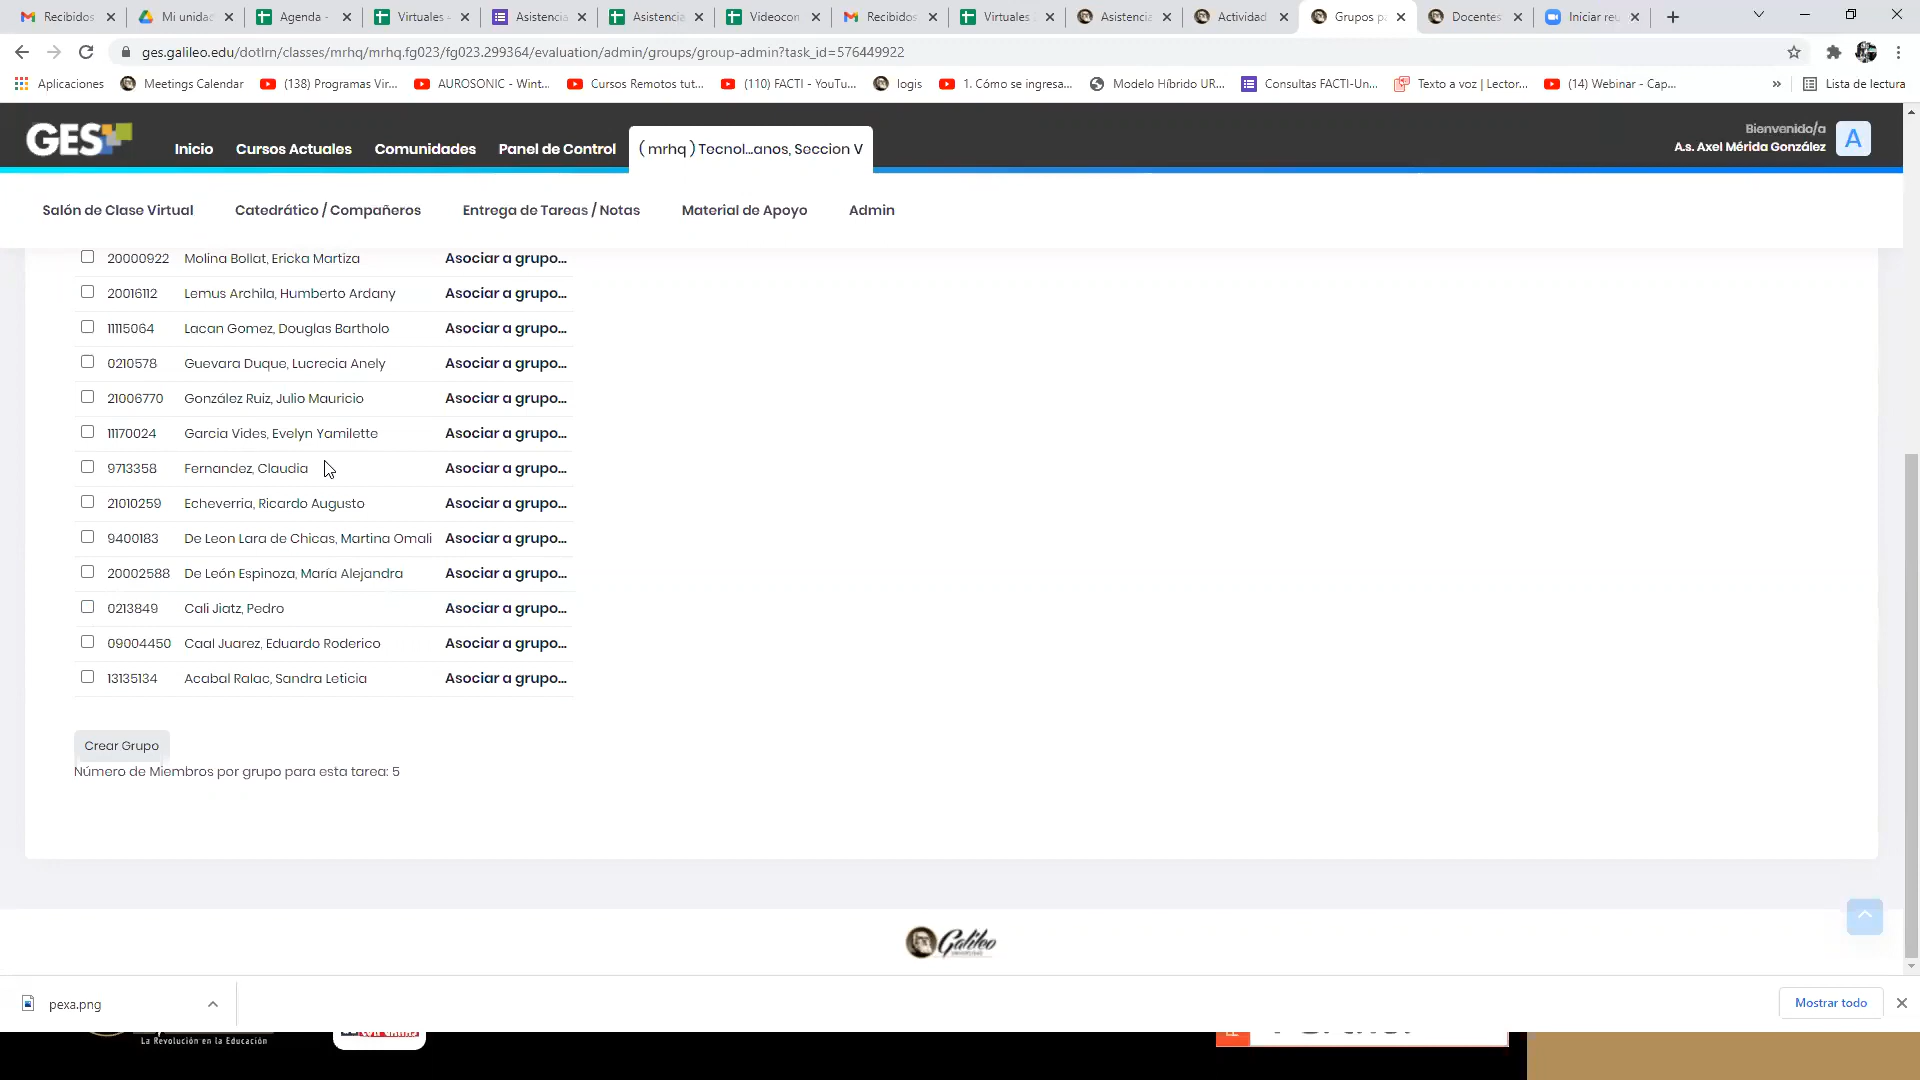 Recibidos
Mi unida
Agenda -
Virtuales
Asistencia
Asistencia
Videocon
Recibidos
Virtuales
Asistencia
Actividad
Grupos p
Docentes
Iniciar re
ges.galileo.edu/dotlrn/classes/mrhq/mrhq.fg023/fg023.299364/evaluation/admin/groups/group-admin?task_id=576449922
Aplicaciones
Meetings Calendar
(138) Programas Vir...
AUROSONIC - Wint...
Cursos Remotos tut...
(110) FACTI - YouTu...
logis
1. Cómo se ingresa...
Modelo Híbrido UR...
Consultas FACTI-Un...
Texto a voz | Lector...
(14) Webinar - Cap...
»
Lista de lectura
GES
Inicio
Cursos Actuales
Comunidades
Panel de Control
( mrhq ) Tecnol...anos, Seccion V
Bienvenido/a
A.s. Axel Mérida González
A
Salón de Clase Virtual
Catedrático / Compañeros
Entrega de Tareas / Notas
Material de Apoyo
Admin
20000922 Molina Bollat, Ericka Martiza Asociar a grupo...
20016112 Lemus Archila, Humberto Ardany Asociar a grupo...
11115064 Lacan Gomez, Douglas Bartholo Asociar a grupo...
0210578 Guevara Duque, Lucrecia Anely Asociar a grupo...
21006770 González Ruiz, Julio Mauricio Asociar a grupo...
11170024 Garcia Vides, Evelyn Yamilette Asociar a grupo...
9713358 Fernandez, Claudia Asociar a grupo...
21010259 Echeverria, Ricardo Augusto Asociar a grupo...
9400183 De Leon Lara de Chicas, Martina Omali Asociar a grupo...
20002588 De León Espinoza, María Alejandra Asociar a grupo...
0213849 Cali Jiatz, Pedro Asociar a grupo...
09004450 Caal Juarez, Eduardo Roderico Asociar a grupo...
13135134 Acabal Ralac, Sandra Leticia Asociar a grupo...
Crear Grupo
Número de Miembros por grupo para esta tarea: 5
Galileo
pexa.png
Mostrar todo
La Revolución en la Educación